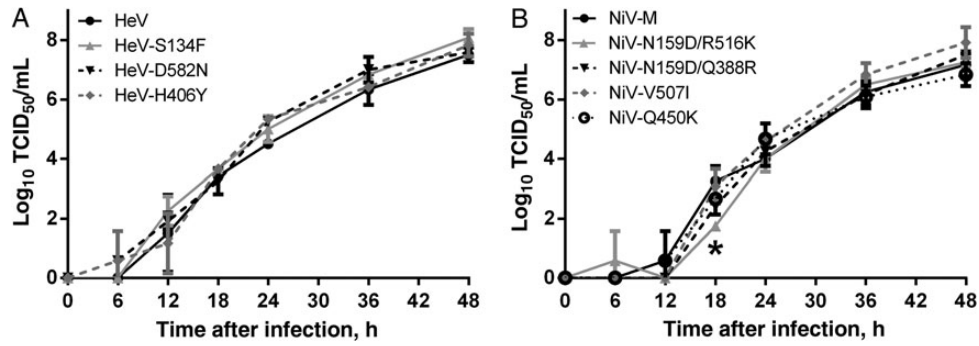 A
HeV
HeV-S134F
HeV-D582N
HeV-H406Y
Log10 TCID50/mL
8
6
4
2
0
0 6 12 18 24 30 36 42 48
Time after infection, h
B
NiV-M
NiV-N159D/R516K
NiV-N159D/Q388R
NiV-V507I
NiV-Q450K
Log10 TCID50/mL
8
6
4
2
0
*
0 6 12 18 24 30 36 42 48
Time after infection, h